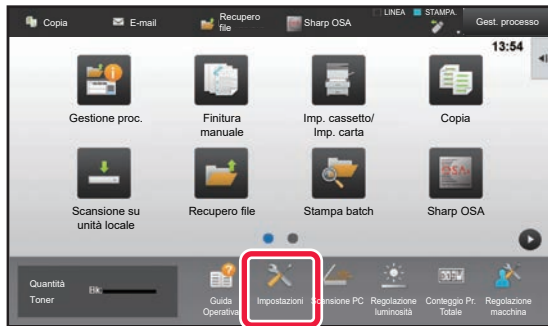 Copia
E-mail
Recupero
file
Sharp OSA
LINEA
STAMPA.
Gest. processo
13:54
Gestione proc.
Finitura
manuale
Imp. cassetto/
Imp. carta
Copia
Scansione su
unità locale
Recupero file
Stampa batch
Sharp OSA
Quantità
Toner
Bk:
Guida
Operativa
Impostazioni
Scansione PC
Regolazione
luminosità
Conteggio Pr.
Totale
Regolazione
macchina